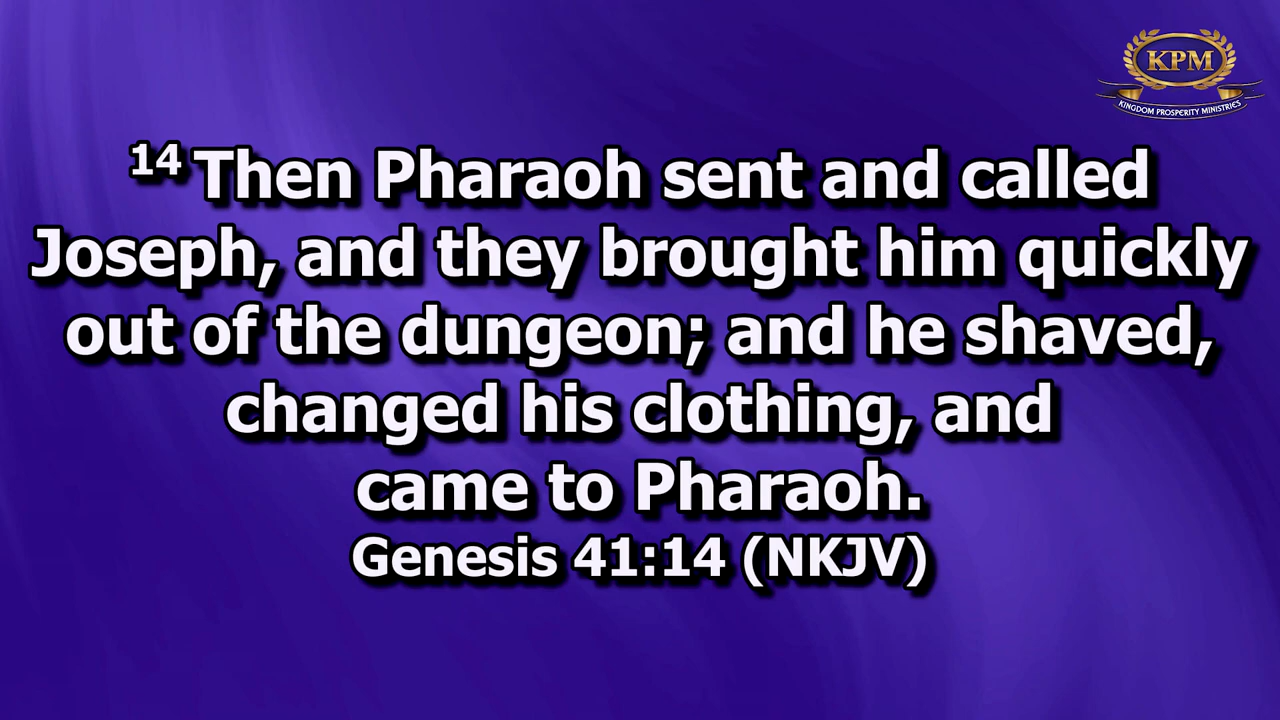 KPM
KINGDOM PROSPERITY MINISTRIES
14 Then Pharaoh sent and called
Joseph, and they brought him quickly
out of the dungeon; and he shaved,
changed his clothing, and
came to Pharaoh.
Genesis 41:14 (NKJV)